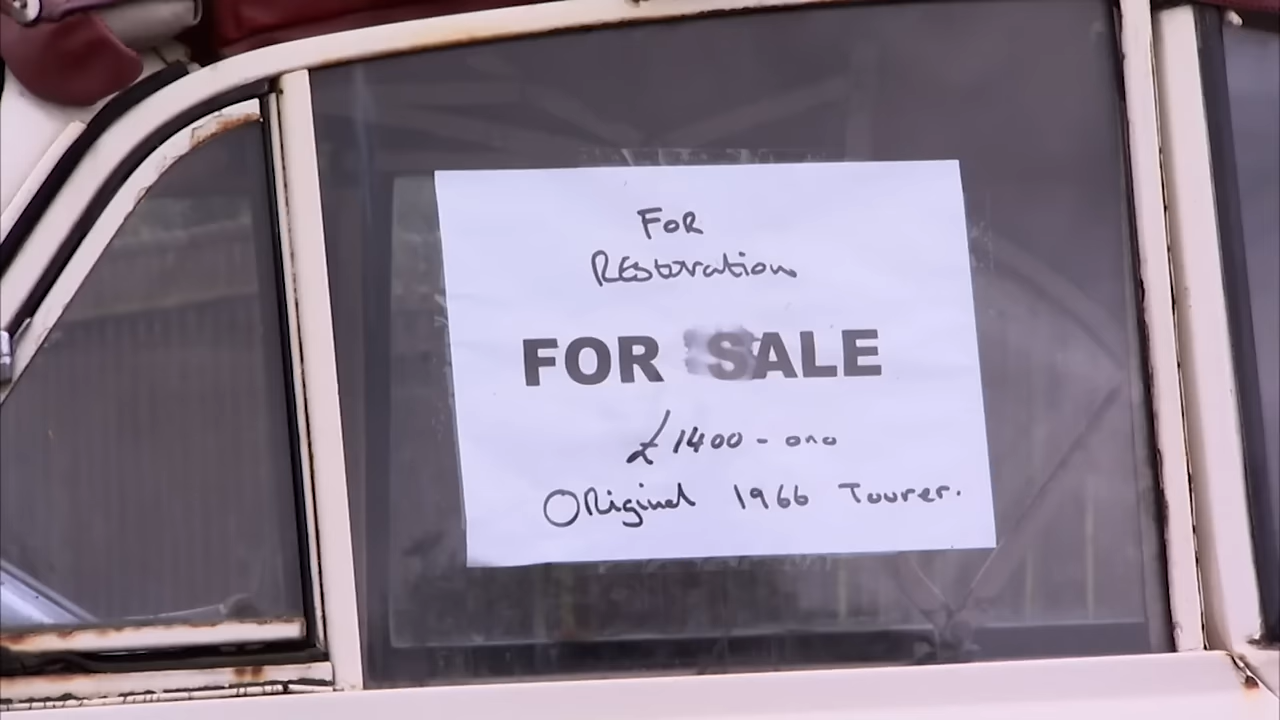 FOR
RESTORATION
FOR SALE
£1400 - ono
ORiginal 1966 Tourer.